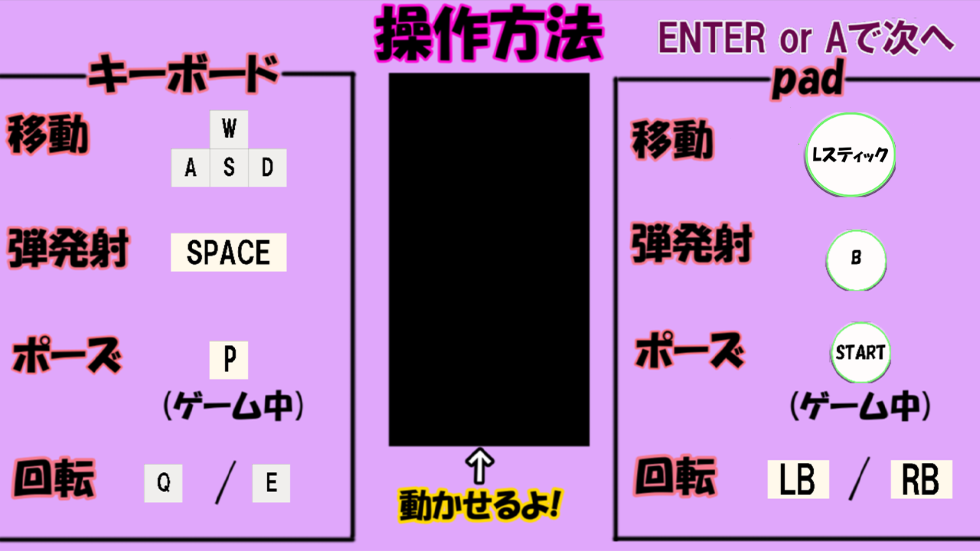 操作方法
ENTER or Aで次へ
キーボード
移動
W
A S D
弾発射
SPACE
ポーズ
P
(ゲーム中)
回転
Q / E
動かせるよ!
pad
移動
Lスティック
弾発射
B
ポーズ
START
(ゲーム中)
回転
LB / RB